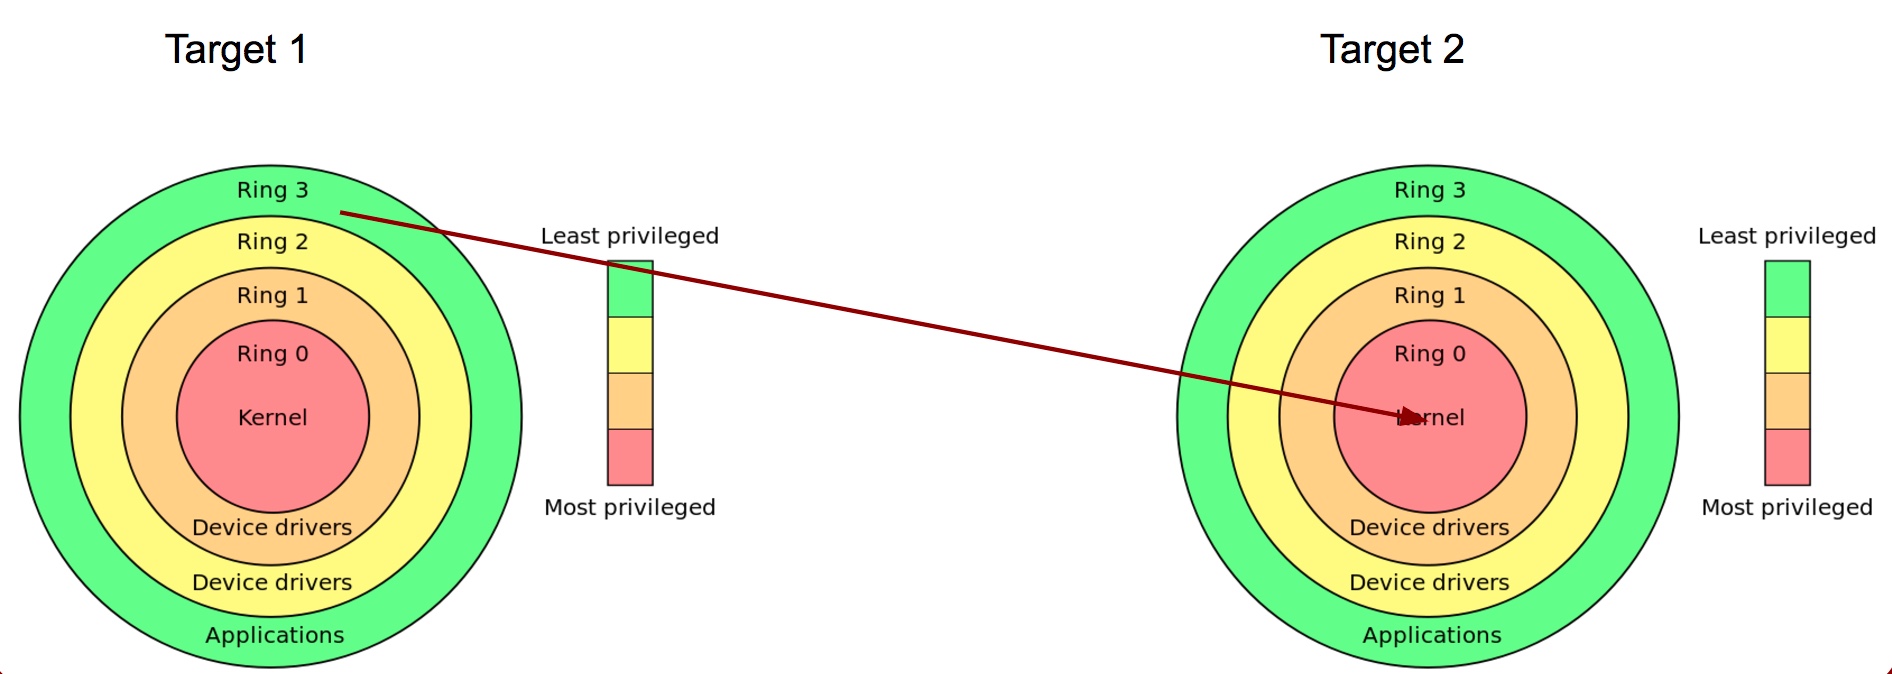 Target 1
Ring 3
Ring 2
Ring 1
Ring 0
Kernel
Device drivers
Device drivers
Applications
Least privileged
Most privileged
Target 2
Ring 3
Ring 2
Ring 1
Ring 0
Kernel
Device drivers
Device drivers
Applications
Least privileged
Most privileged